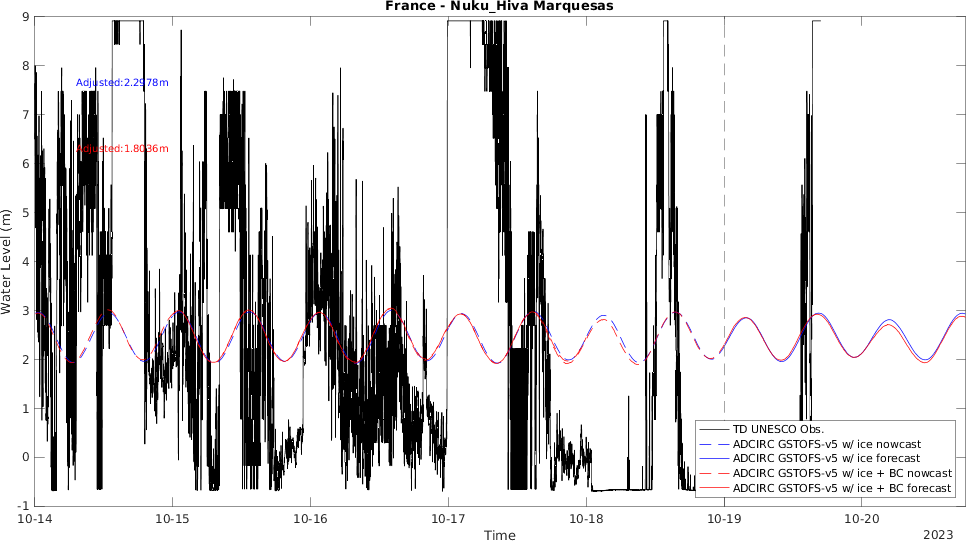 France - Nuku_Hiva Marquesas
9
8
7
6
5
4
3
2
1
0
-1
Water Level (m)
Adjusted:2.2978m
Adjusted:1.8036m
TD UNESCO Obs.
ADCIRC GSTOFS-v5 w/ ice nowcast
ADCIRC GSTOFS-v5 w/ ice forecast
ADCIRC GSTOFS-v5 w/ ice + BC nowcast
ADCIRC GSTOFS-v5 w/ ice + BC forecast
10-14 10-15 10-16 10-17 10-18 10-19 10-20
Time
2023